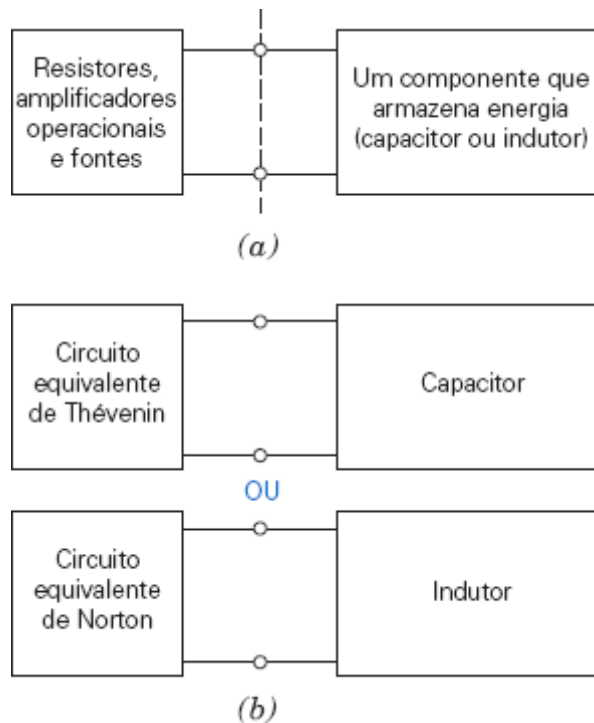 Resistores,
amplificadores
operacionais
e fontes
Um componente que
armazena energia
(capacitor ou indutor)
(a)
Circuito
equivalente
de Thévenin
Capacitor
OU
Circuito
equivalente
de Norton
Indutor
(b)